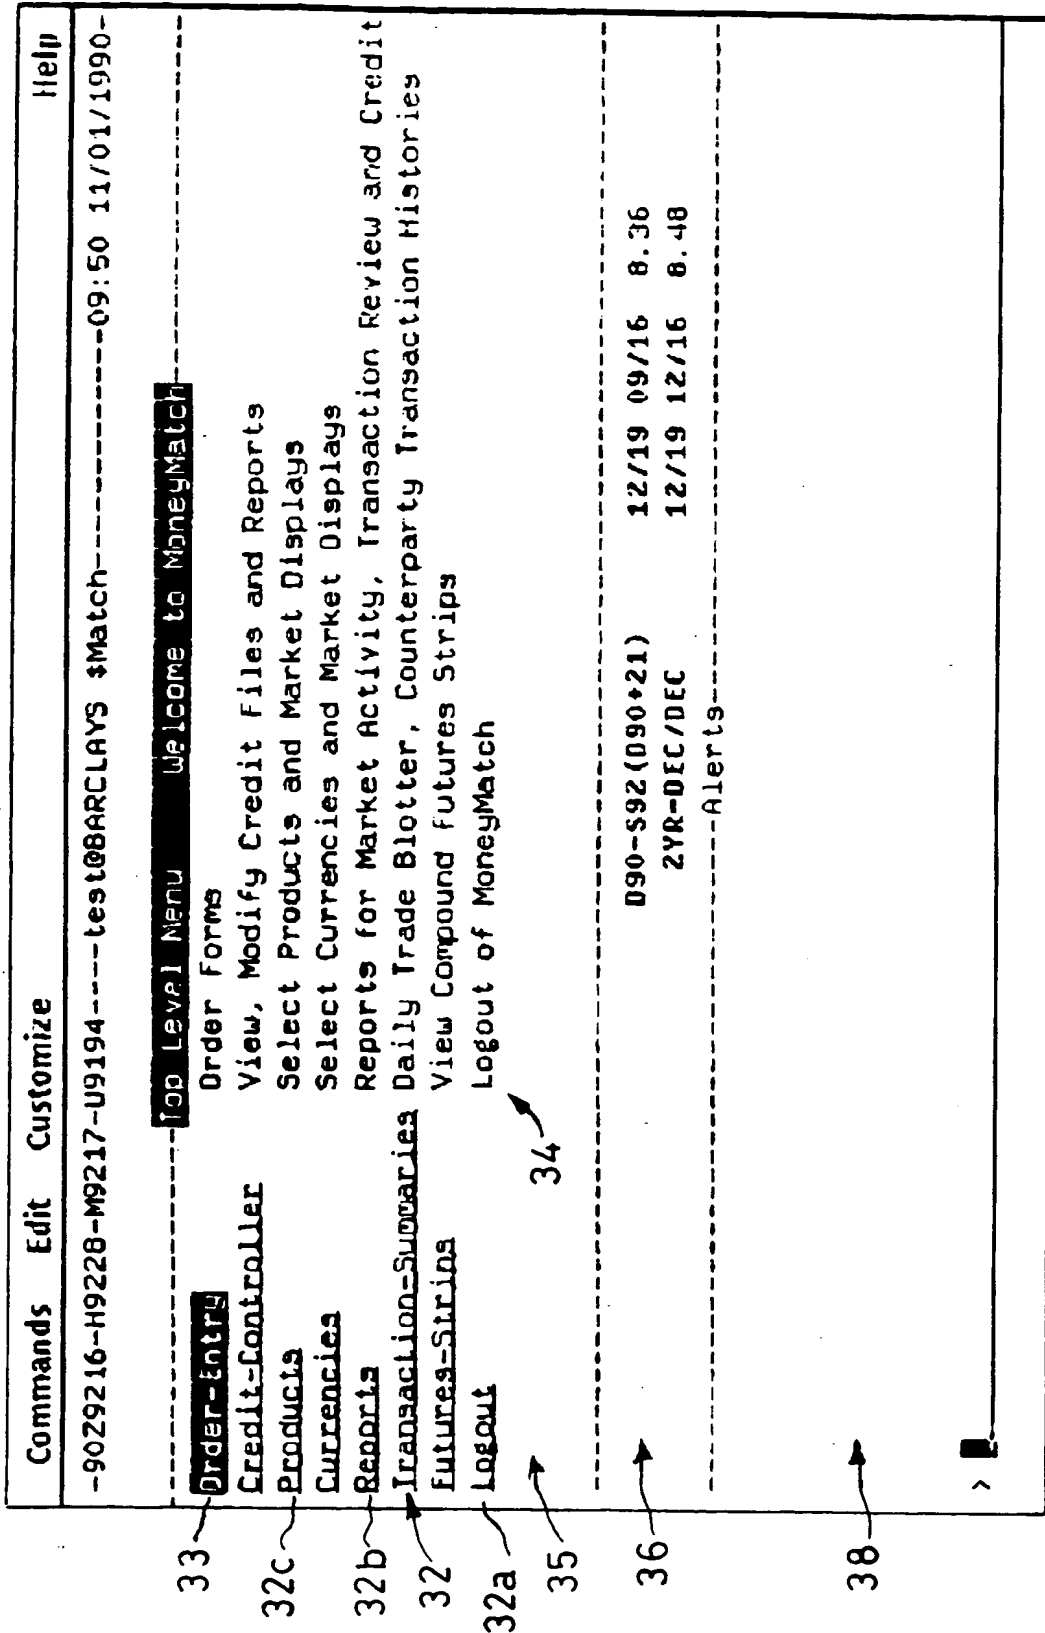 Commands Edit Customize Help
-9029216-H9228-M9217-U9194----test@BARCLAYS $Match------------09:50 11/01/1990-
Top Level Menu Welcome to MoneyMatch
Order-Entry Order Forms
Credit-Controller View, Modify Credit Files and Reports
Products Select Products and Market Displays
Currencies Select Currencies and Market Displays
Reports Reports for Market Activity, Transaction Review and Credit
Transaction-Summaries Daily Trade Blotter, Counterparty Transaction Histories
Futures-Strips View Compound Futures Strips
Logout Logout of MoneyMatch
D90-S92(D90+21) 12/19 09/16 8.36
2YR-DEC/DEC 12/19 12/16 8.48
Alerts
>
33
32c
32b
32
32a
34
35
36
38